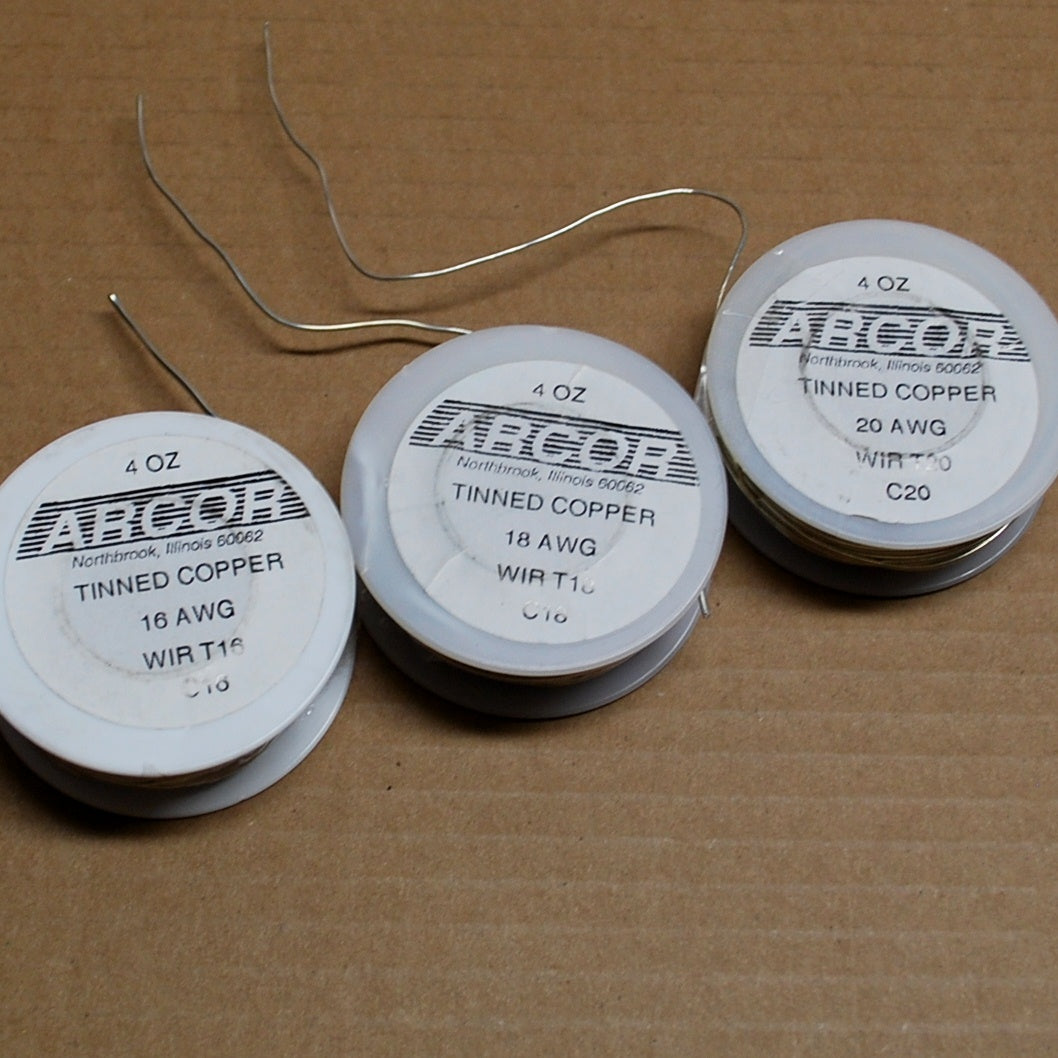 4 OZ
ARCOR
Northbrook, Illinois 60062
TINNED COPPER
16 AWG
WIR T16
C16
4 OZ
ARCOR
Northbrook, Illinois 60062
TINNED COPPER
18 AWG
WIR T18
C18
4 OZ
ARCOR
Northbrook, Illinois 60062
TINNED COPPER
20 AWG
WIR T20
C20